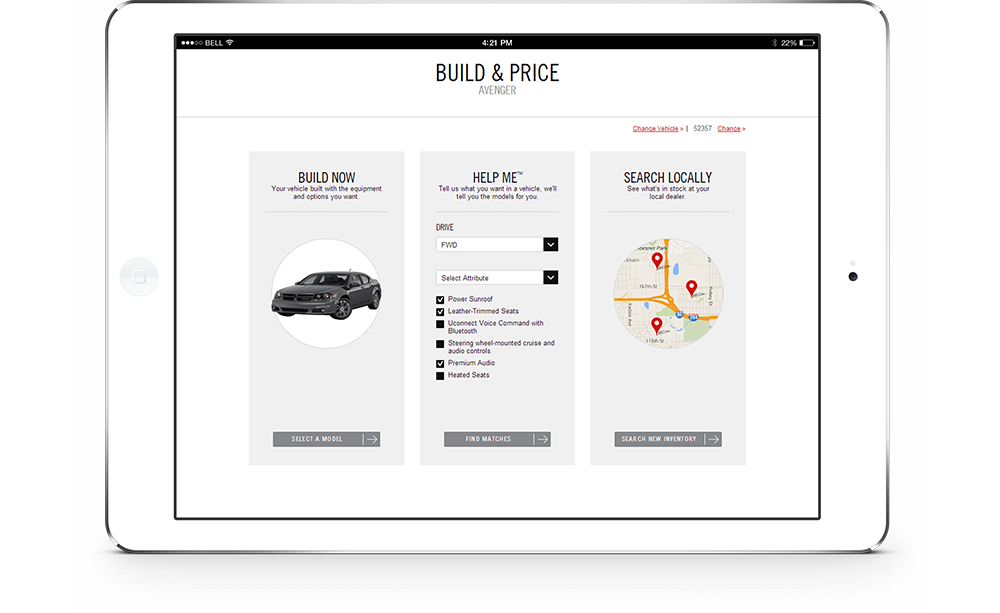 BELL
4:21 PM
22%
BUILD & PRICE
AVENGER
Change Vehicle » | 52357 Change »
BUILD NOW
Your vehicle built with the equipment
and options you want.
SELECT A MODEL
HELP ME™
Tell us what you want in a vehicle, we'll
tell you the models for you.
DRIVE
FWD
Select Attribute
Power Sunroof
Leather-Trimmed Seats
Uconnect Voice Command with
Bluetooth
Steering wheel-mounted cruise and
audio controls
Premium Audio
Heated Seats
FIND MATCHES
SEARCH LOCALLY
See what's in stock at your
local dealer.
167th St
175th St
SEARCH NEW INVENTORY